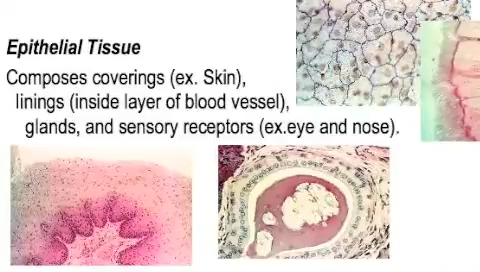 Epithelial Tissue
Composes coverings (ex. Skin),
linings (inside layer of blood vessel),
glands, and sensory receptors (ex.eye and nose).